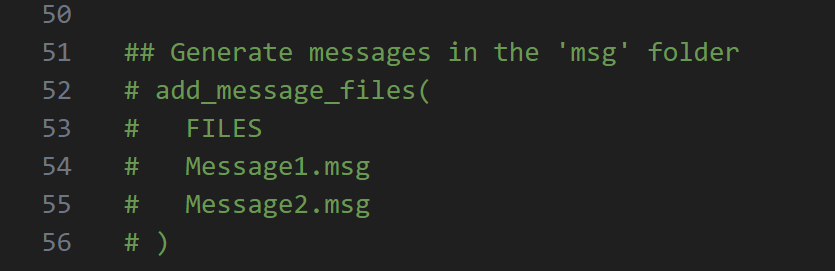 50
51 ## Generate messages in the 'msg' folder
52 # add_message_files(
53 #   FILES
54 #   Message1.msg
55 #   Message2.msg
56 # )